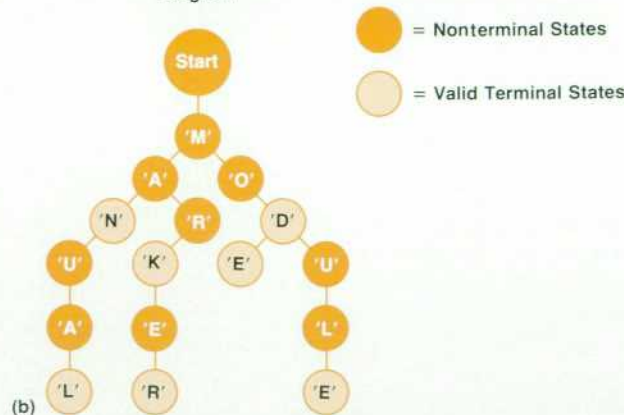 = Nonterminal States
Start
= Valid Terminal States
'M'
'A' 'O'
'N' 'R' 'D'
'U' 'K' 'E' 'U'
'A' 'E' 'L'
(b) 'L' 'R' 'E'